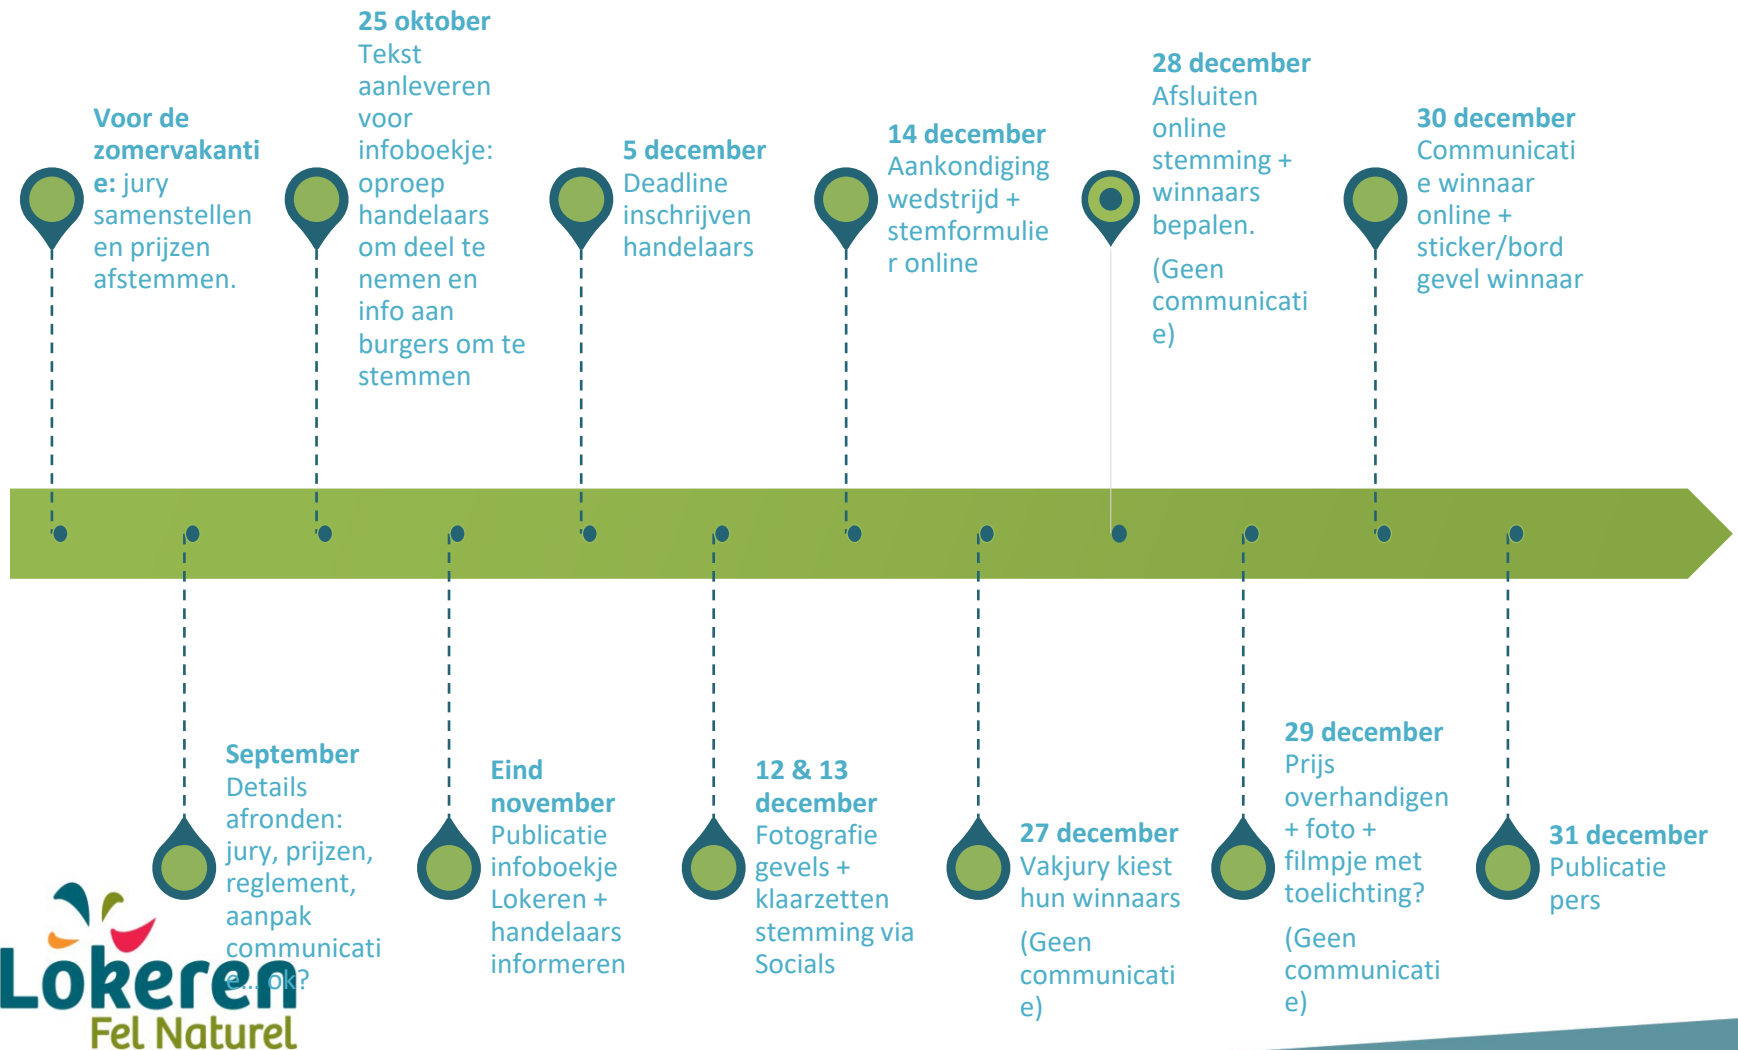 Voor de
zomervakanti
e: jury
samenstellen
en prijzen
afstemmen.
25 oktober
Tekst
aanleveren
voor
infoboekje:
oproep
handelaars
om deel te
nemen en
info aan
burgers om te
stemmen
5 december
Deadline
inschrijven
handelaars
14 december
Aankondiging
wedstrijd +
stemformulie
r online
28 december
Afsluiten
online
stemming +
winnaars
bepalen.
(Geen
communicati
e)
30 december
Communicati
e winnaar
online +
sticker/bord
gevel winnaar
September
Details
afronden:
jury, prijzen,
reglement,
aanpak
communicati
e... ok?
Eind
november
Publicatie
infoboekje
Lokeren +
handelaars
informeren
12 & 13
december
Fotografie
gevels +
klaarzetten
stemming via
Socials
27 december
Vakjury kiest
hun winnaars
(Geen
communicati
e)
29 december
Prijs
overhandigen
+ foto +
filmpje met
toelichting?
(Geen
communicati
e)
31 december
Publicatie
pers
Lokeren
Fel Naturel